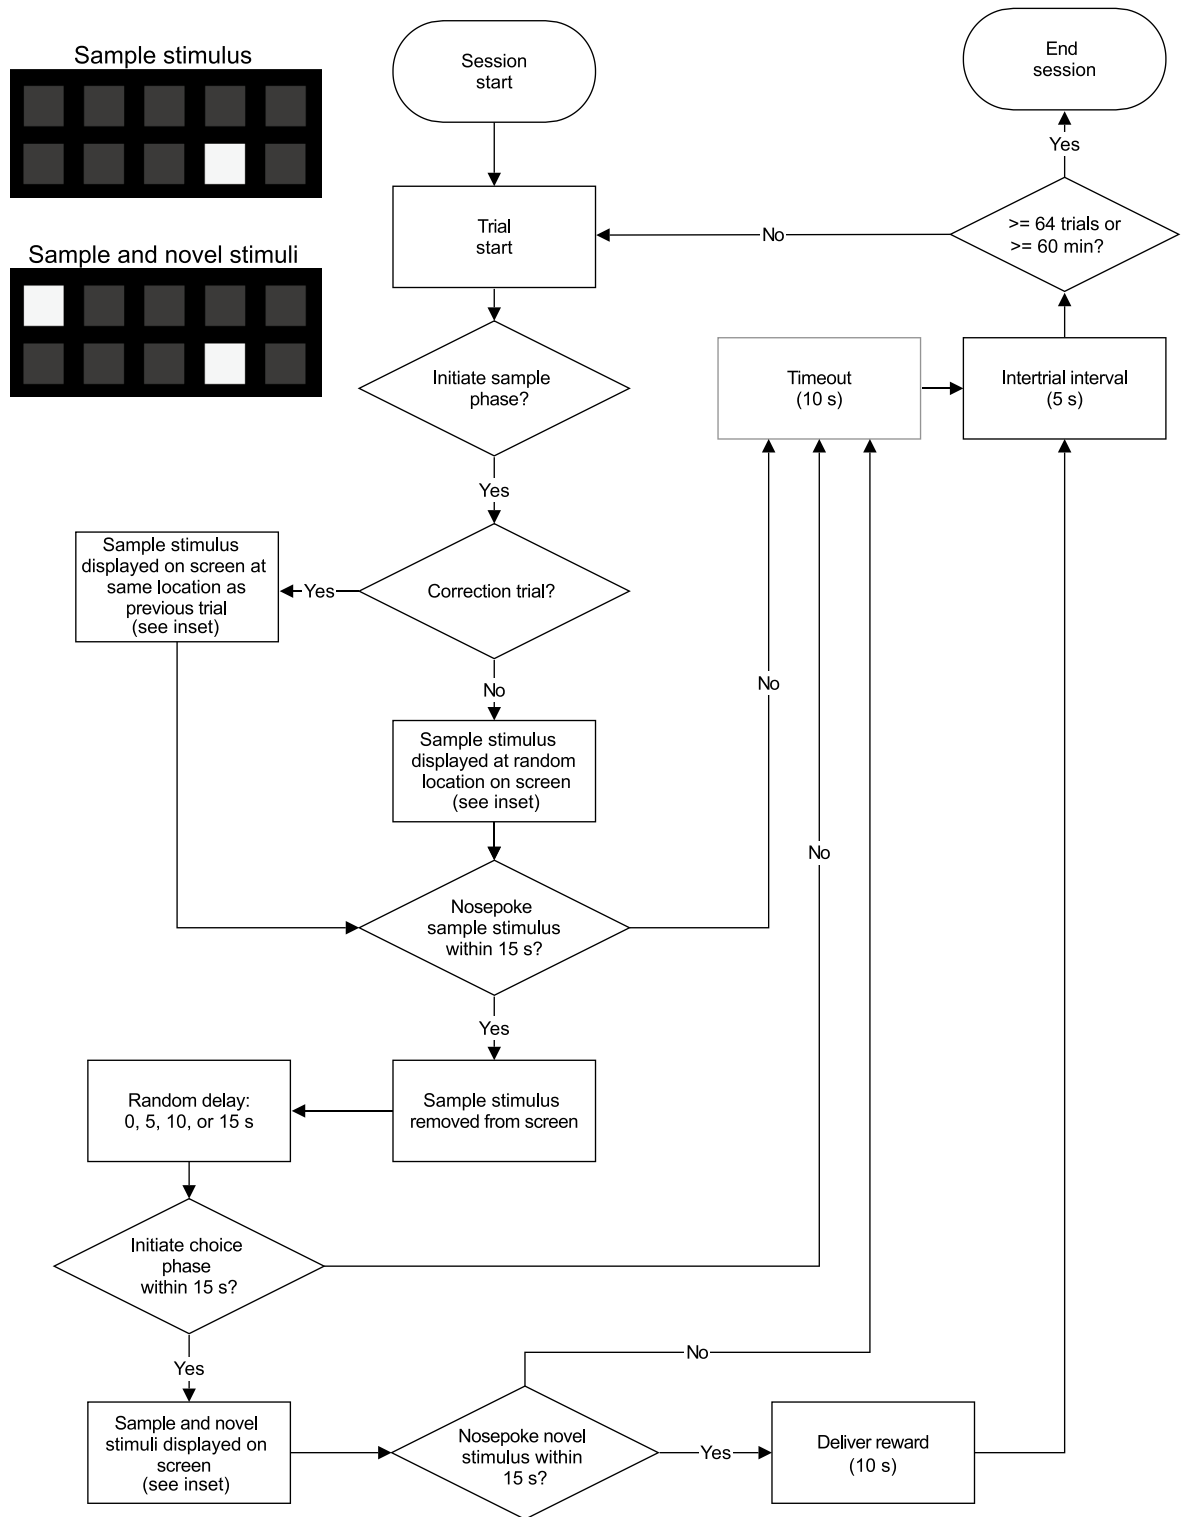 Sample stimulus
Sample and novel stimuli
Session
start
End
session
Yes
>= 64 trials or
>= 60 min?
No
Trial
start
Initiate sample
phase?
Timeout
(10 s)
Intertrial interval
(5 s)
Yes
Correction trial?
Yes
Sample stimulus
displayed on screen at
same location as
previous trial
(see inset)
No
Sample stimulus
displayed at random
location on screen
(see inset)
No
Nosepoke
sample stimulus
within 15 s?
No
Yes
Sample stimulus
removed from screen
Random delay:
0, 5, 10, or 15 s
Initiate choice
phase
within 15 s?
Yes
Sample and novel
stimuli displayed on
screen
(see inset)
Nosepoke novel
stimulus within
15 s?
No
Yes
Deliver reward
(10 s)